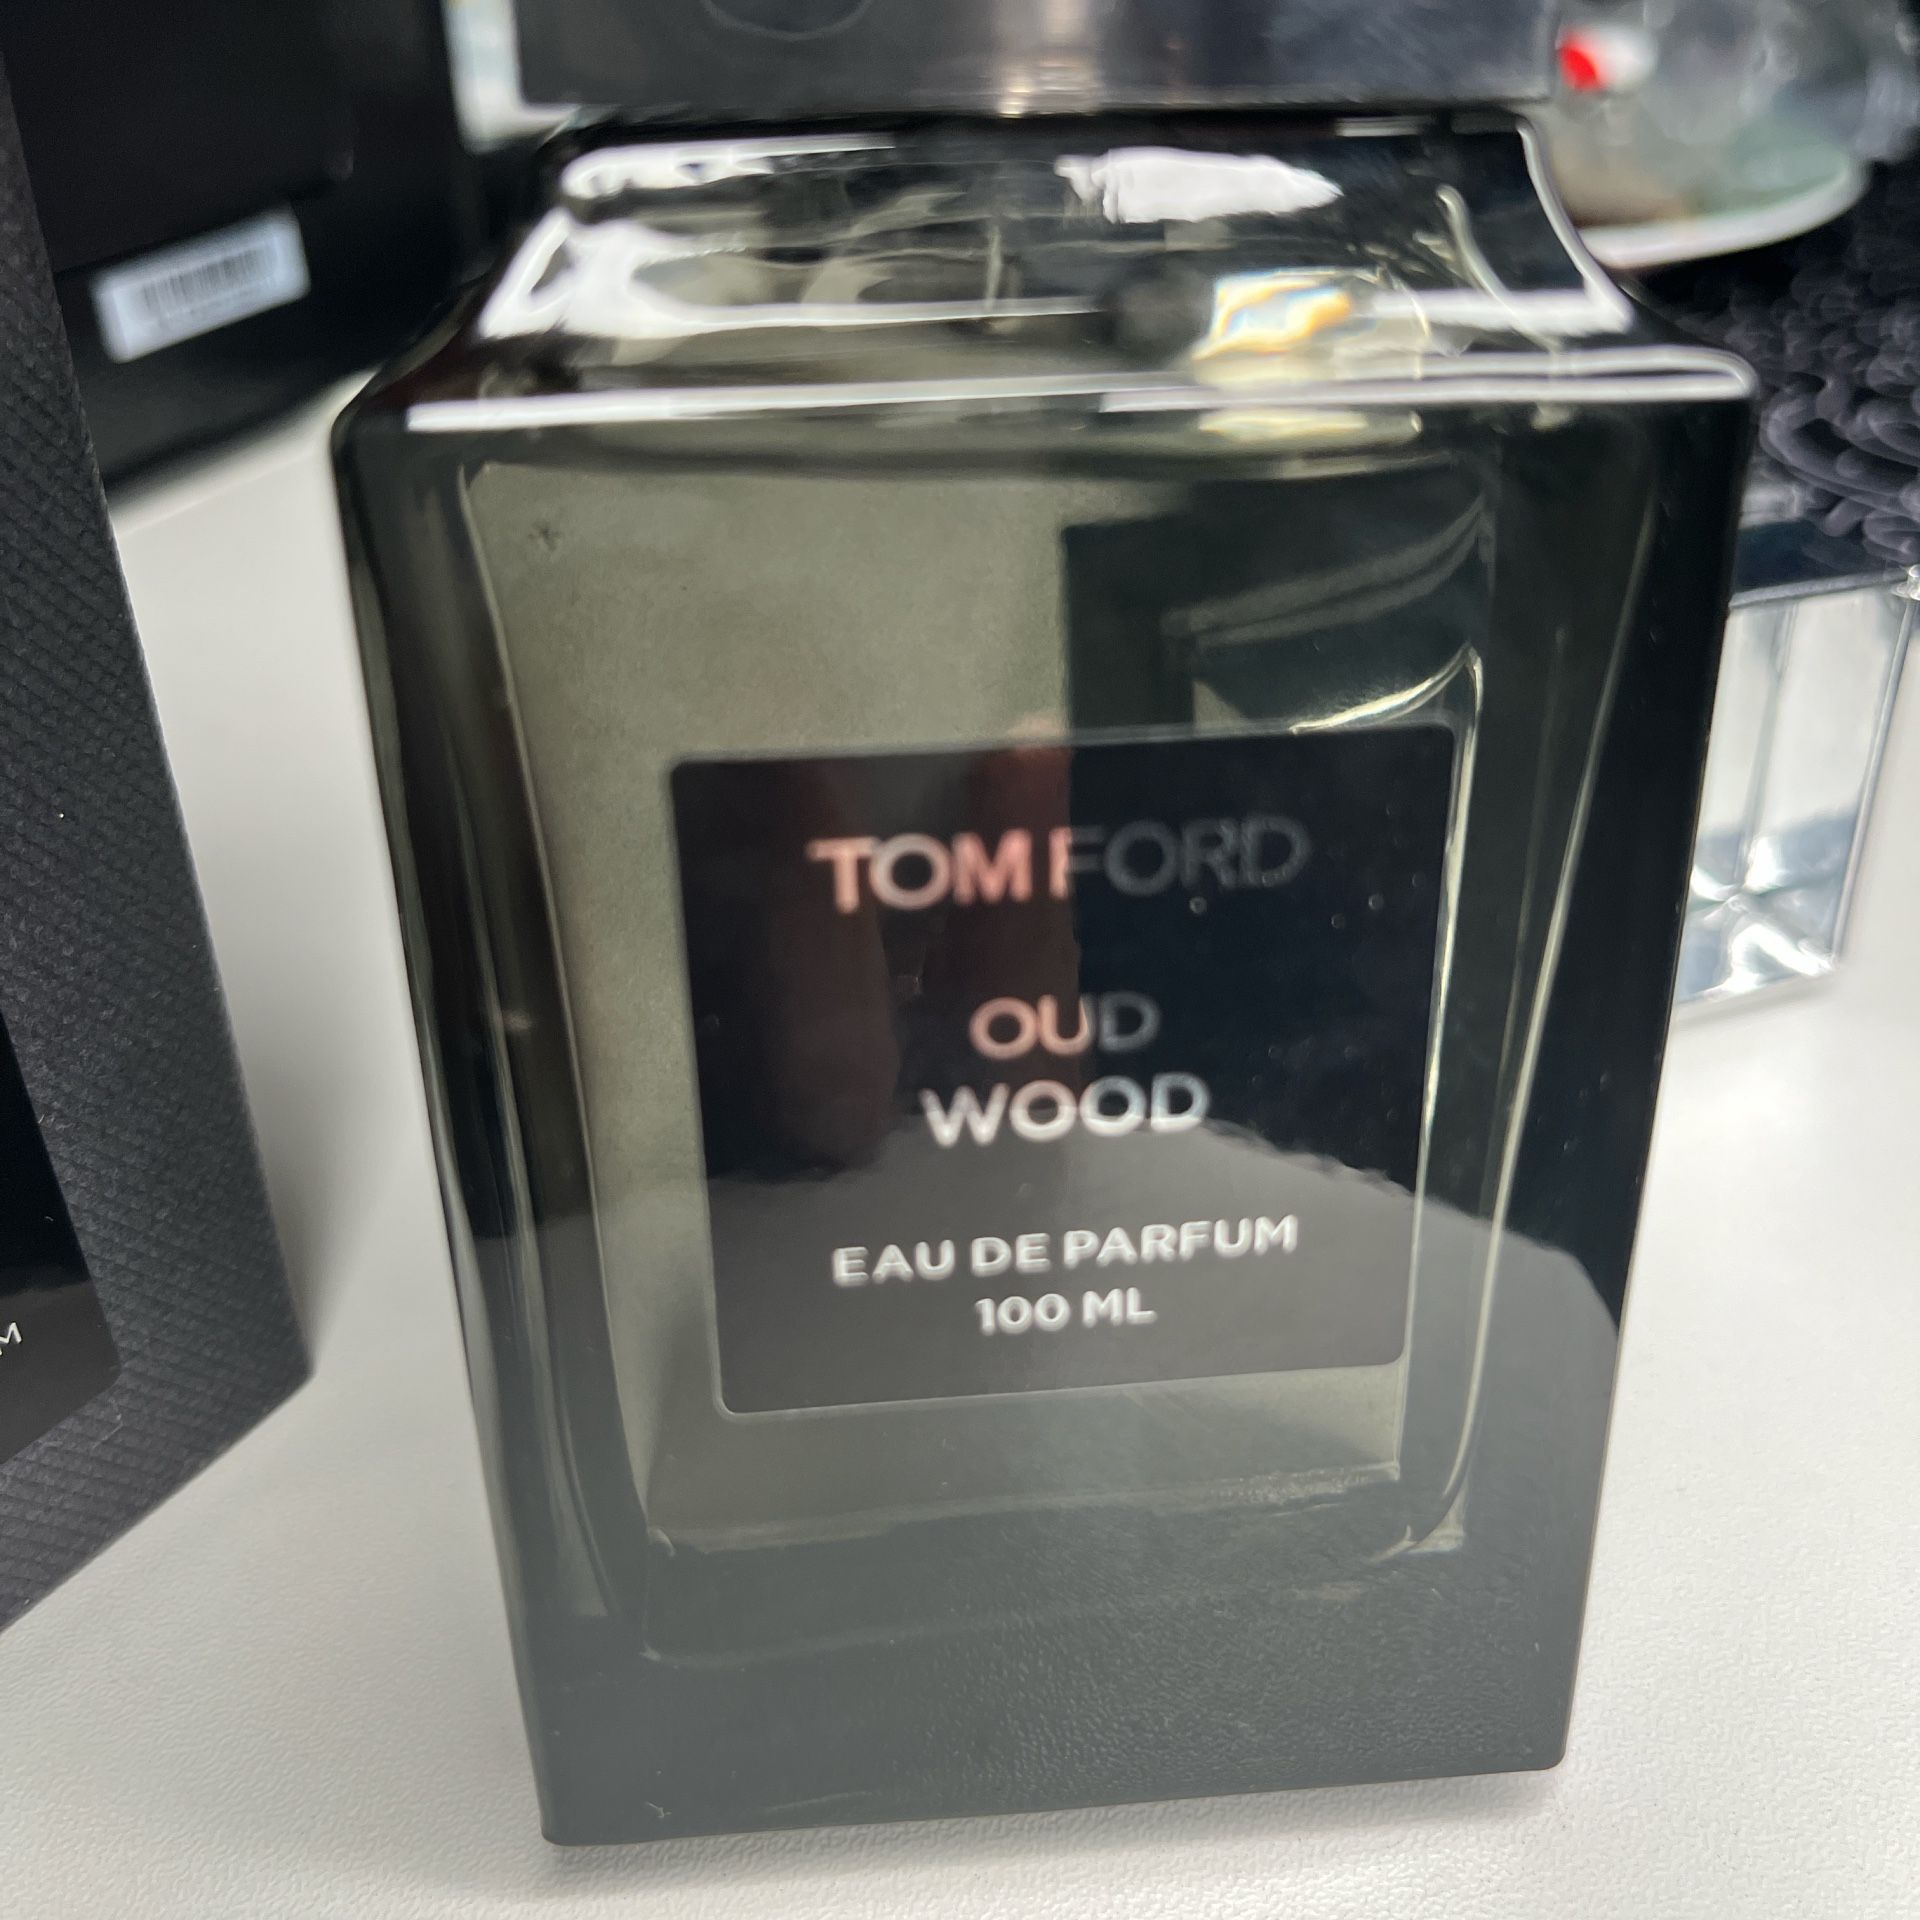 TOM FORD
OUD
WOOD
EAU DE PARFUM
100 ML
M